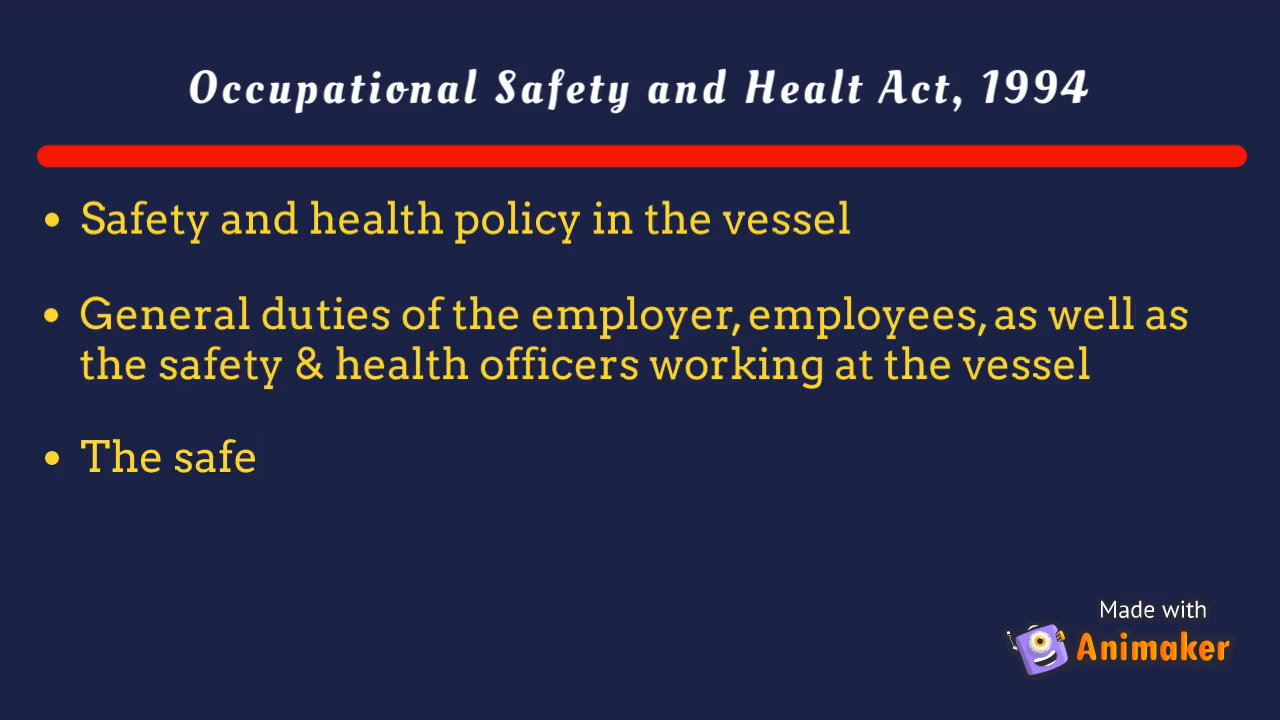 Occupational Safety and Healt Act, 1994
• Safety and health policy in the vessel
• General duties of the employer, employees, as well as
the safety & health officers working at the vessel
• The safe
Made with
Animaker